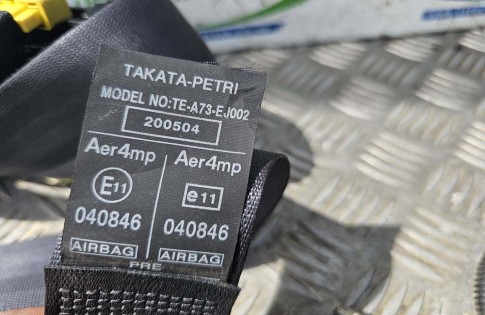 TAKATA-PETRI
MODEL NO:TE-A73-EJ002
200504
Aer4mp Aer4mp
E11 e11
040846 040846
AIRBAG AIRBAG
PRE